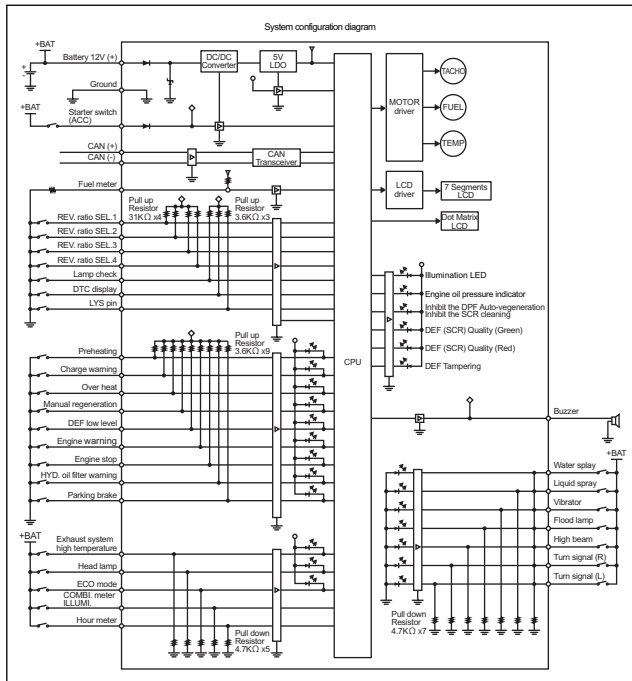 System configuration diagram
+BAT
Battery 12V (+)
+
-
Ground
+BAT
Starter switch
(ACC)
CAN (+)
CAN (-)
Fuel meter
DC/DC
Converter
5V
LDO
CAN
Transceiver
Pull up
Resistor
31KΩ x4
Pull up
Resistor
3.6KΩ x3
REV. ratio SEL.1
REV. ratio SEL.2
REV. ratio SEL.3
REV. ratio SEL.4
Lamp check
DTC display
LYS pin
Pull up
Resistor
3.6KΩ x9
Preheating
Charge warning
Over heat
Manual regeneration
DEF low level
Engine warning
Engine stop
HYD. oil filter warning
Parking brake
+BAT
Exhaust system
high temperature
Head lamp
ECO mode
COMBI. meter
ILLUMI.
Hour meter
Pull down
Resistor
4.7KΩ x5
CPU
MOTOR
driver
TACHO
FUEL
TEMP
LCD
driver
7 Segments
LCD
Dot Matrix
LCD
Illumination LED
Engine oil pressure indicator
Inhibit the DPF Auto-vegeneration
Inhibit the SCR cleaning
DEF (SCR) Quality (Green)
DEF (SCR) Quality (Red)
DEF Tampering
Buzzer
+BAT
Water splay
Liquid spray
Vibrator
Flood lamp
High beam
Turn signal (R)
Turn signal (L)
Pull down
Resistor
4.7KΩ x7